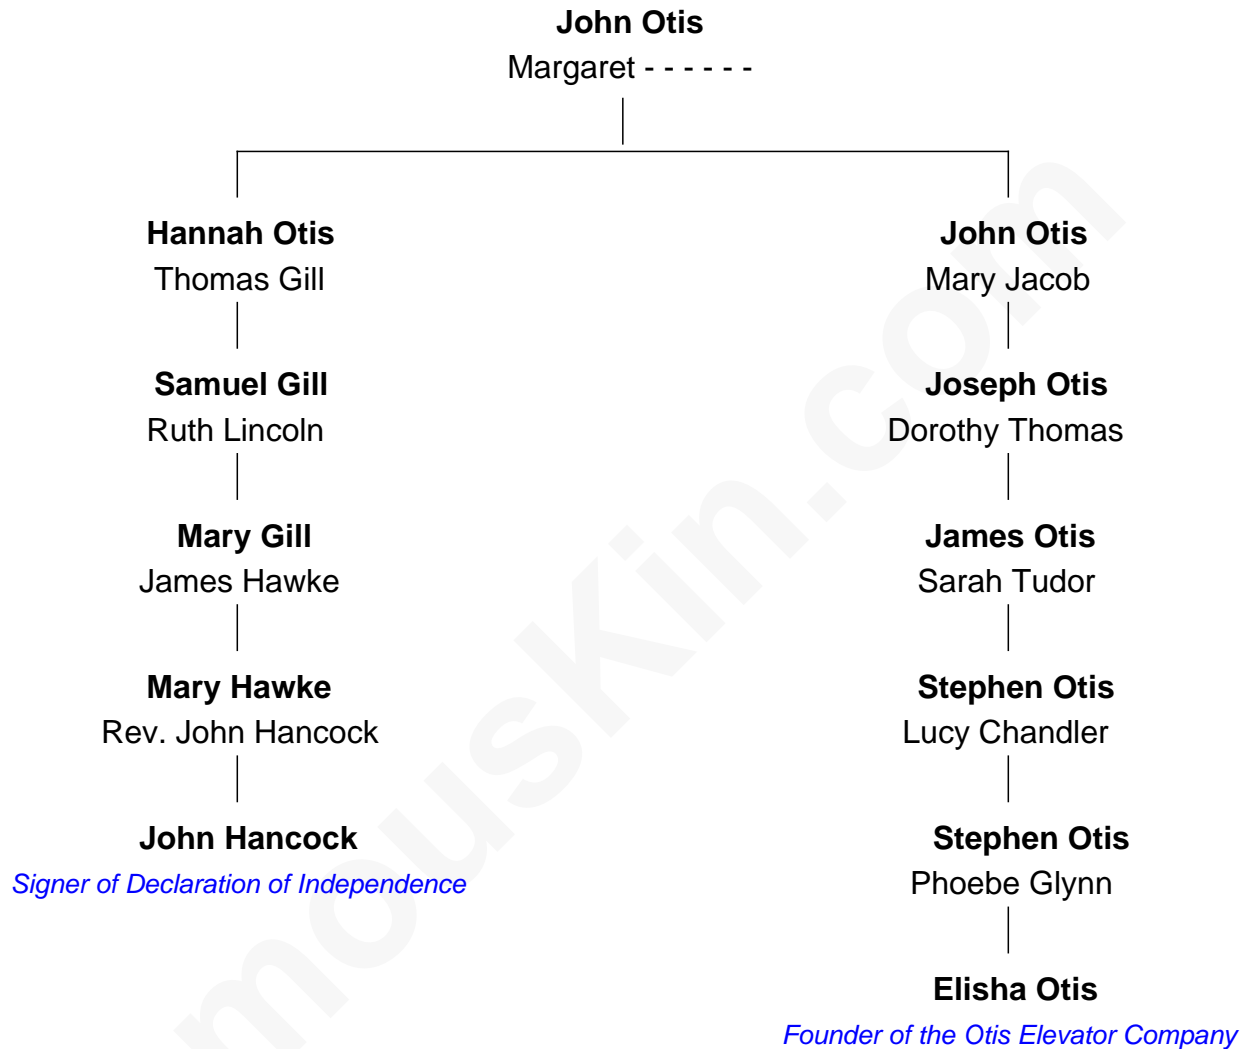 John Otis
Margaret - - - - - -
Hannah Otis
Thomas Gill
John Otis
Mary Jacob
Samuel Gill
Ruth Lincoln
Joseph Otis
Dorothy Thomas
Mary Gill
James Hawke
James Otis
Sarah Tudor
Mary Hawke
Rev. John Hancock
Stephen Otis
Lucy Chandler
John Hancock
Signer of Declaration of Independence
Stephen Otis
Phoebe Glynn
Elisha Otis
Founder of the Otis Elevator Company
mousKin.com